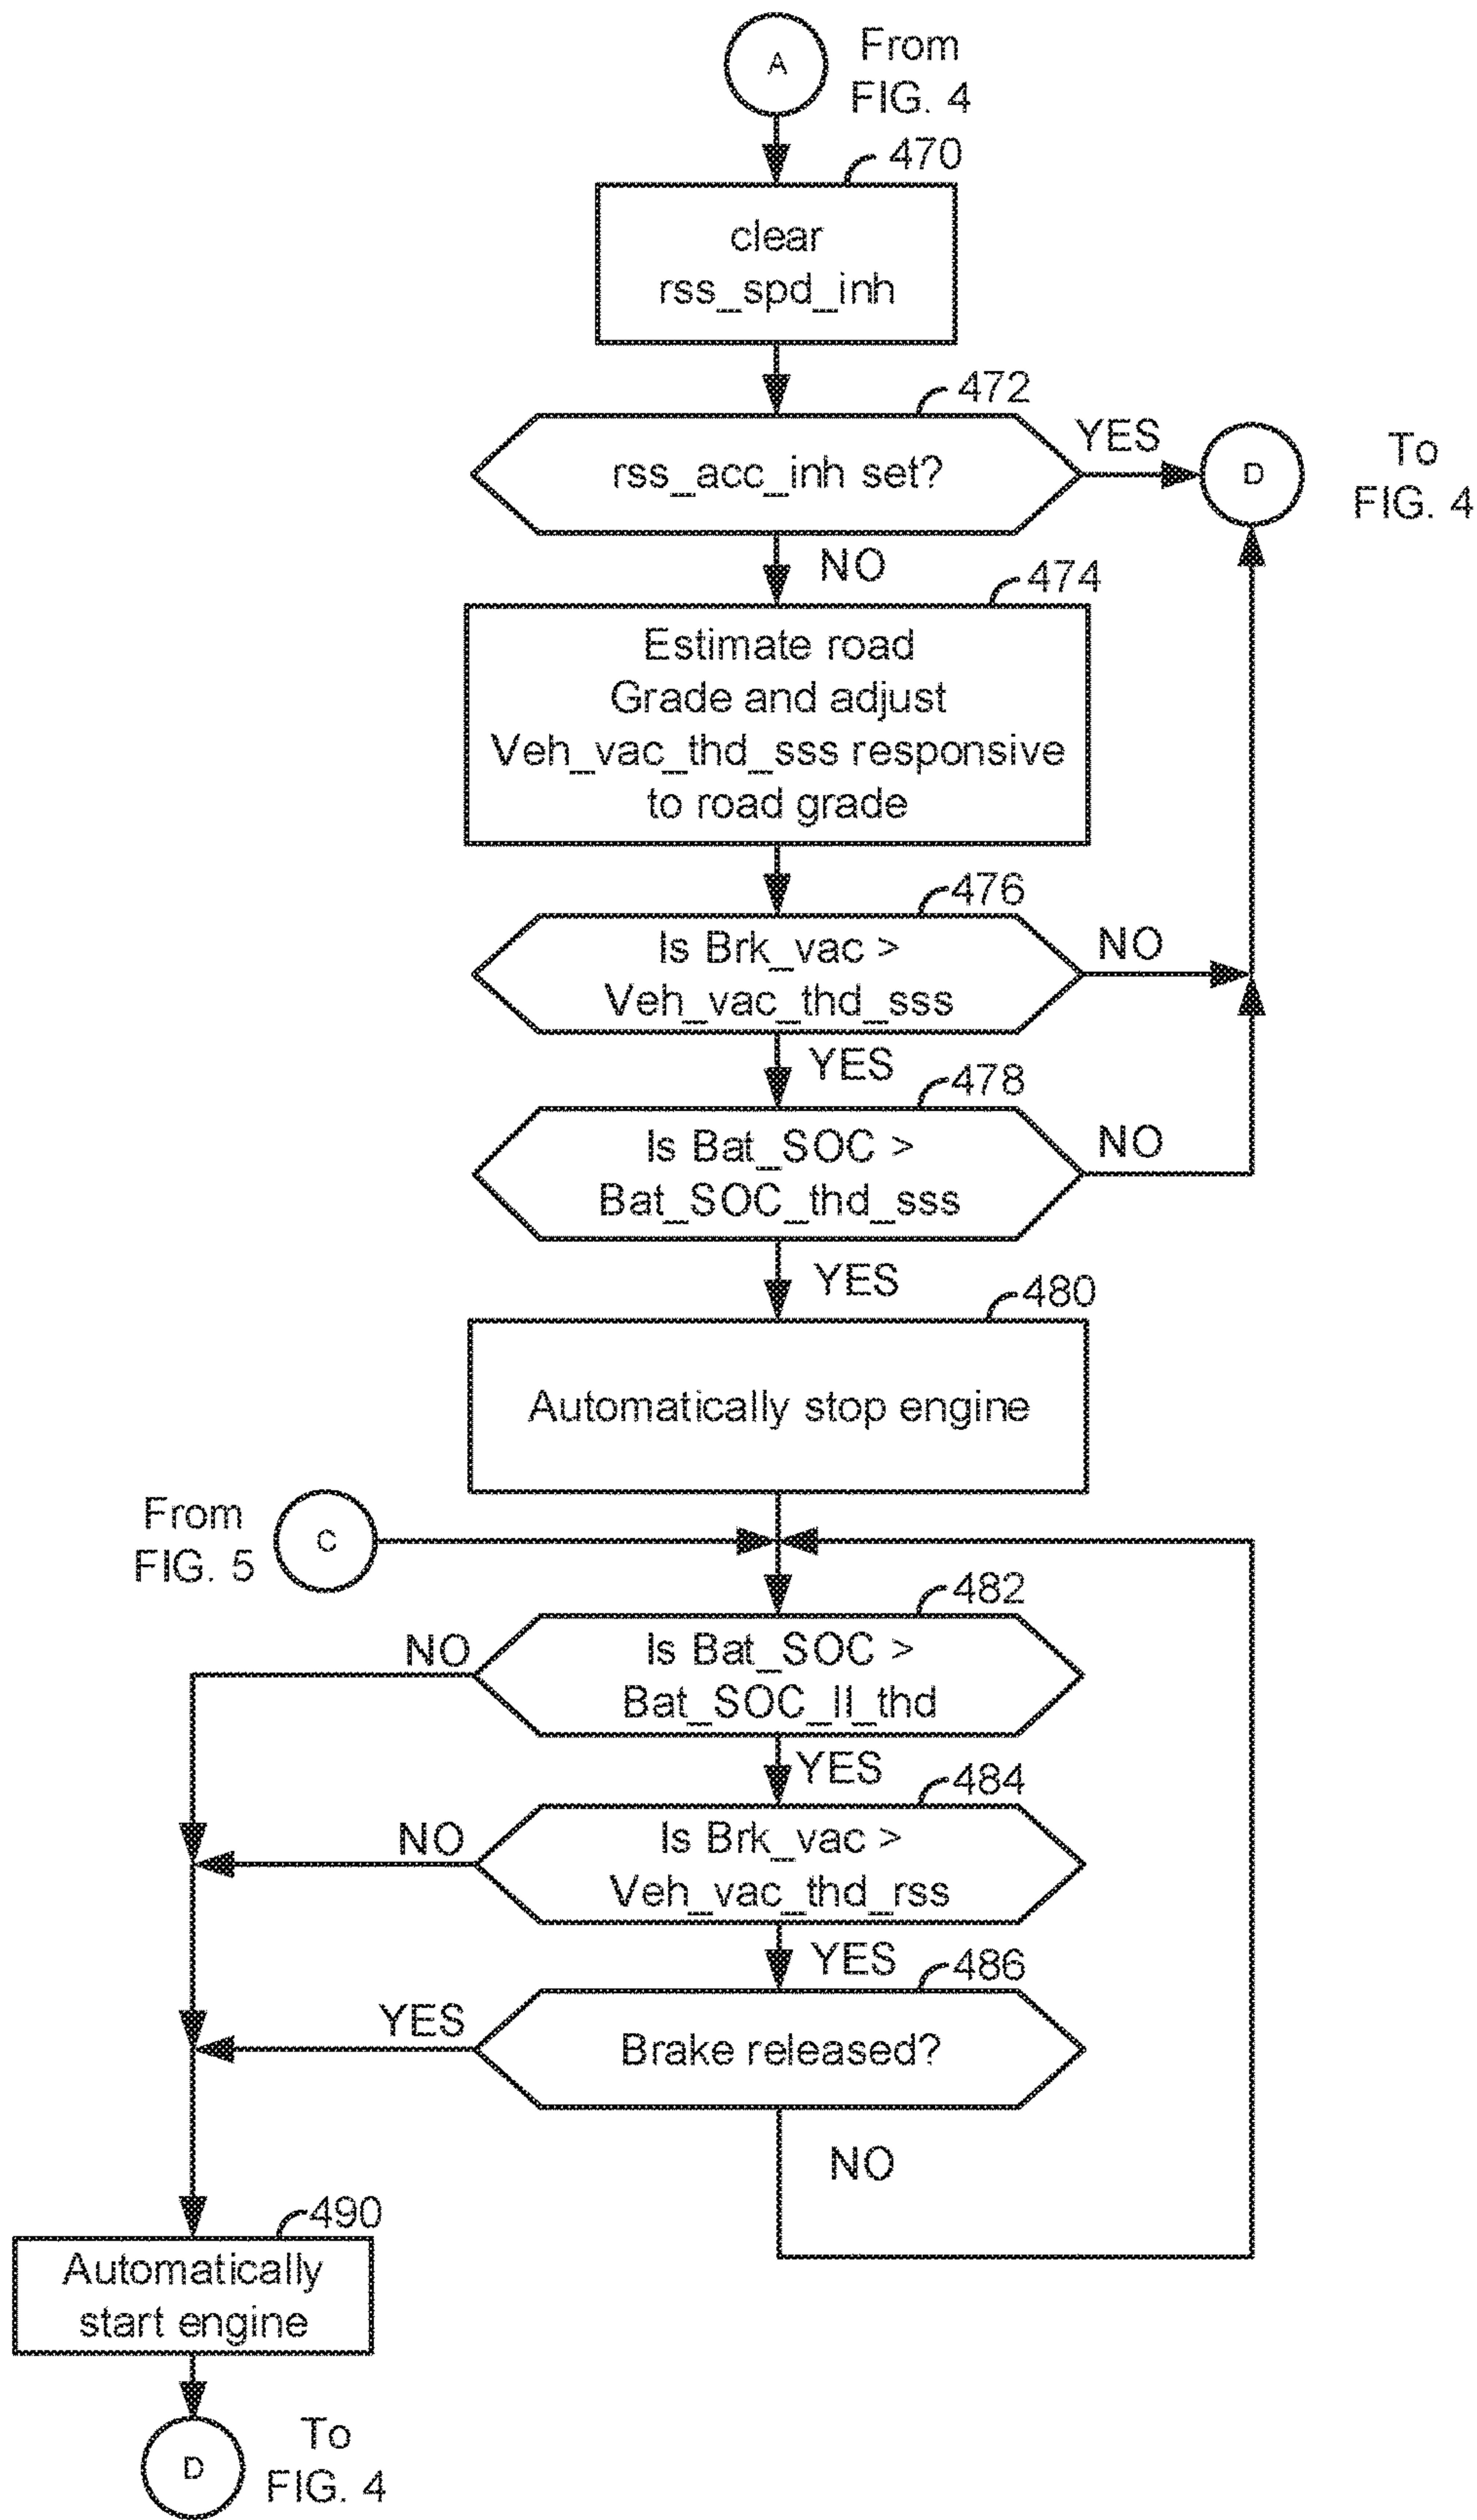 A
From
FIG. 4
470
clear
rss_spd_inh
472
rss_acc_inh set?
YES
D
To
FIG. 4
NO
474
Estimate road
Grade and adjust
Veh_vac_thd_sss responsive
to road grade
476
Is Brk_vac >
Veh_vac_thd_sss
NO
YES
478
Is Bat_SOC >
Bat_SOC_thd_sss
NO
YES
480
Automatically stop engine
From
FIG. 5
C
482
Is Bat_SOC >
Bat_SOC_II_thd
NO
YES
484
Is Brk_vac >
Veh_vac_thd_rss
NO
YES
486
Brake released?
YES
NO
490
Automatically
start engine
D
To
FIG. 4